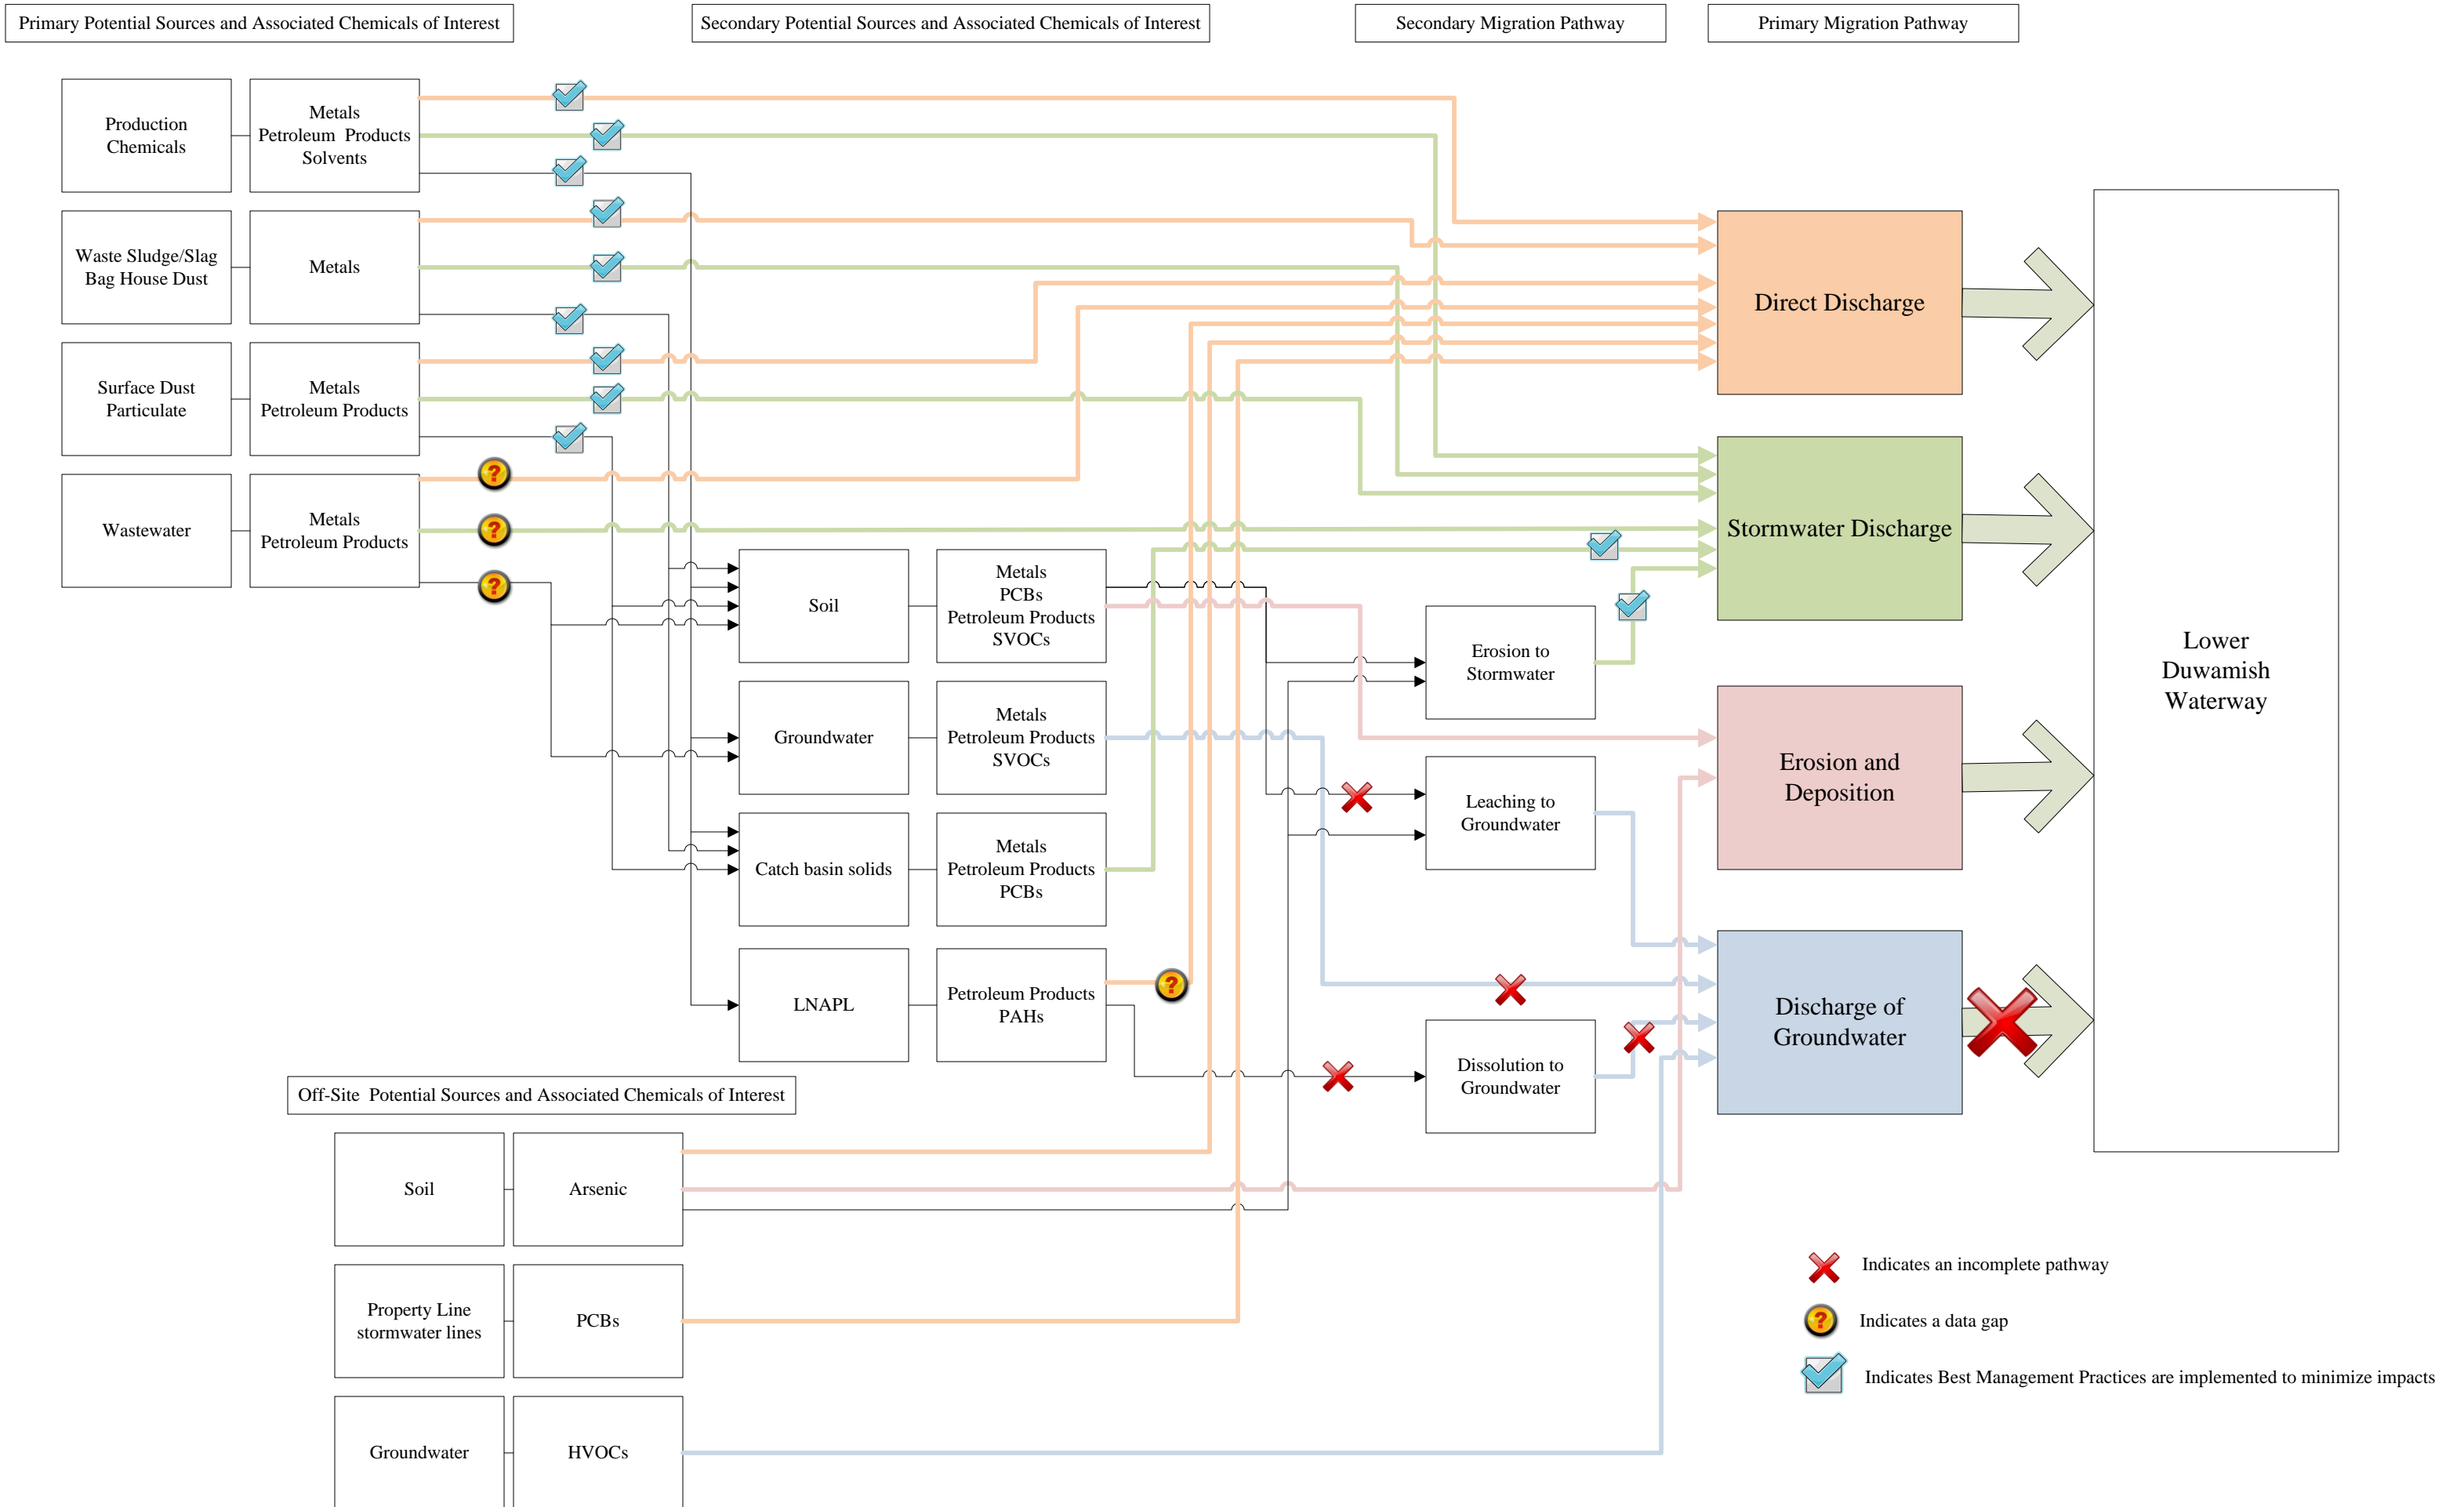 Primary Potential Sources and Associated Chemicals of Interest
Secondary Potential Sources and Associated Chemicals of Interest
Secondary Migration Pathway
Primary Migration Pathway
Production
Chemicals
Metals
Petroleum Products
Solvents
Waste Sludge/Slag
Bag House Dust
Metals
Surface Dust
Particulate
Metals
Petroleum Products
Wastewater
Metals
Petroleum Products
Soil
Metals
PCBs
Petroleum Products
SVOCs
Groundwater
Metals
Petroleum Products
SVOCs
Catch basin solids
Metals
Petroleum Products
PCBs
LNAPL
Petroleum Products
PAHs
Erosion to
Stormwater
Leaching to
Groundwater
Dissolution to
Groundwater
Direct Discharge
Stormwater Discharge
Erosion and
Deposition
Discharge of
Groundwater
Lower
Duwamish
Waterway
Off-Site Potential Sources and Associated Chemicals of Interest
Soil
Arsenic
Property Line
stormwater lines
PCBs
Groundwater
HVOCs
Indicates an incomplete pathway
? Indicates a data gap
Indicates Best Management Practices are implemented to minimize impacts
?
?
?
?